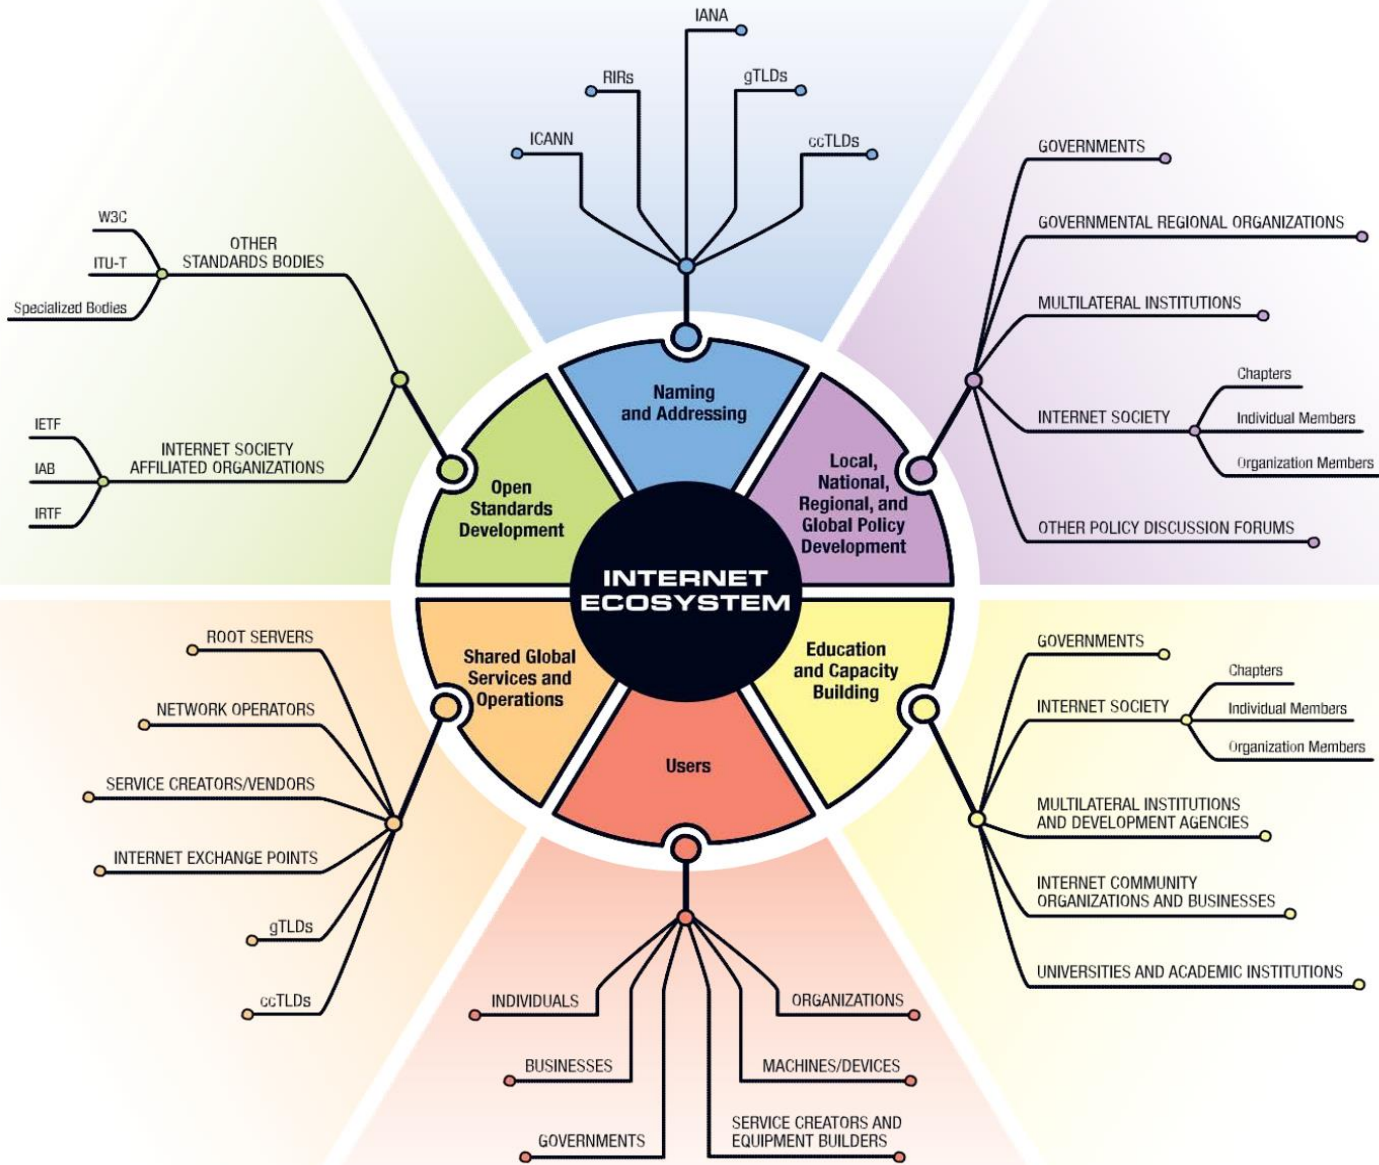 IANA
RIRs
gTLDs
ICANN
ccTLDs
Naming
and Addressing
GOVERNMENTS
GOVERNMENTAL REGIONAL ORGANIZATIONS
MULTILATERAL INSTITUTIONS
INTERNET SOCIETY
Chapters
Individual Members
Organization Members
OTHER POLICY DISCUSSION FORUMS
Local,
National,
Regional, and
Global Policy
Development
W3C
ITU-T
Specialized Bodies
OTHER
STANDARDS BODIES
IETF
IAB
IRTF
INTERNET SOCIETY
AFFILIATED ORGANIZATIONS
Open
Standards
Development
INTERNET
ECOSYSTEM
ROOT SERVERS
NETWORK OPERATORS
SERVICE CREATORS/VENDORS
INTERNET EXCHANGE POINTS
gTLDs
ccTLDs
Shared Global
Services and
Operations
Education
and Capacity
Building
GOVERNMENTS
INTERNET SOCIETY
Chapters
Individual Members
Organization Members
MULTILATERAL INSTITUTIONS
AND DEVELOPMENT AGENCIES
INTERNET COMMUNITY
ORGANIZATIONS AND BUSINESSES
UNIVERSITIES AND ACADEMIC INSTITUTIONS
Users
INDIVIDUALS
ORGANIZATIONS
BUSINESSES
MACHINES/DEVICES
GOVERNMENTS
SERVICE CREATORS AND
EQUIPMENT BUILDERS